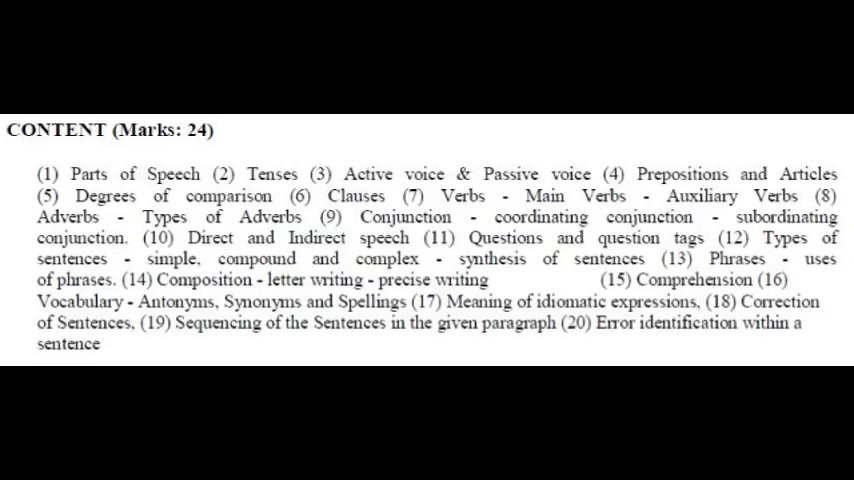 CONTENT (Marks: 24)
(1) Parts of Speech (2) Tenses (3) Active voice & Passive voice (4) Prepositions and Articles
(5) Degrees of comparison (6) Clauses (7) Verbs - Main Verbs - Auxiliary Verbs (8)
Adverbs - Types of Adverbs (9) Conjunction - coordinating conjunction - subordinating
conjunction. (10) Direct and Indirect speech (11) Questions and question tags (12) Types of
sentences - simple, compound and complex - synthesis of sentences (13) Phrases - uses
of phrases. (14) Composition - letter writing - precise writing (15) Comprehension (16)
Vocabulary - Antonyms, Synonyms and Spellings (17) Meaning of idiomatic expressions, (18) Correction
of Sentences, (19) Sequencing of the Sentences in the given paragraph (20) Error identification within a
sentence